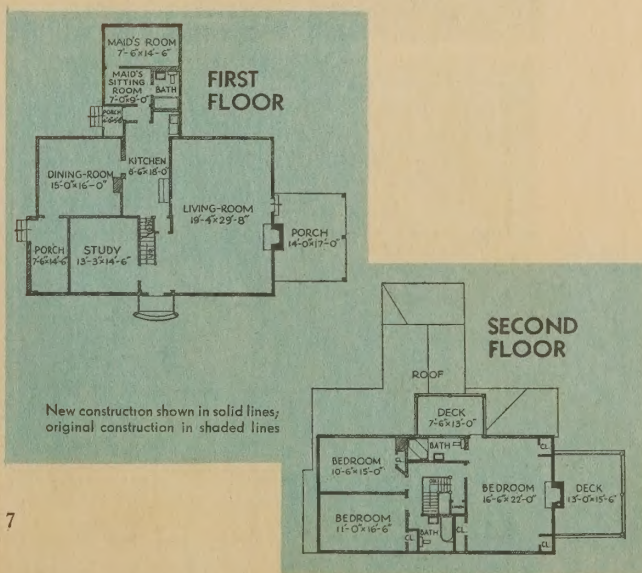 MAID'S ROOM
7'-6"x14'-6"
MAID'S
SITTING
ROOM
7'-0"x9'-0"
BATH
FIRST
FLOOR
PORCH
KITCHEN
8-6"x18'-0"
DINING-ROOM
15'-0"x16'-0"
LIVING-ROOM
19'-4"x29'-8"
PORCH
14'-0"x17'-0"
PORCH
7'-6"x14'-6"
STUDY
13'-3"x14'-6"
SECOND
FLOOR
ROOF
New construction shown in solid lines;
original construction in shaded lines
DECK
7'-6"x13'-0"
BATH
CL
BEDROOM
10'-6"x15'-0"
BEDROOM
16'-6"x22'-0"
DECK
13'-0"x15'-6"
BEDROOM
11'-0"x16'-6"
BATH
CL
CL
CL
7